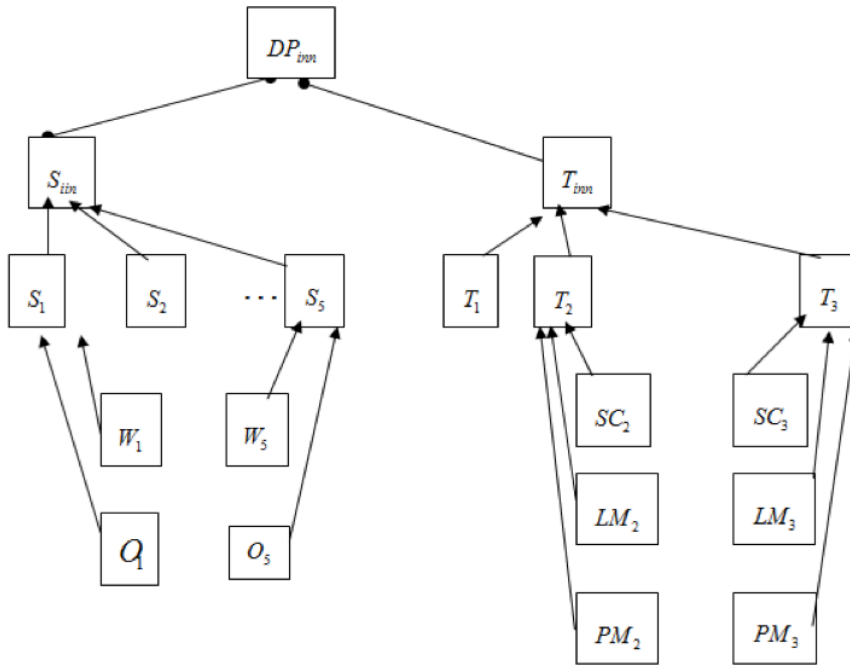 DP_inn
S_iin T_inn
S_1 S_2 ... S_5 T_1 T_2 T_3
W_1 W_5 SC_2 SC_3
O_1 O_5 LM_2 LM_3
PM_2 PM_3